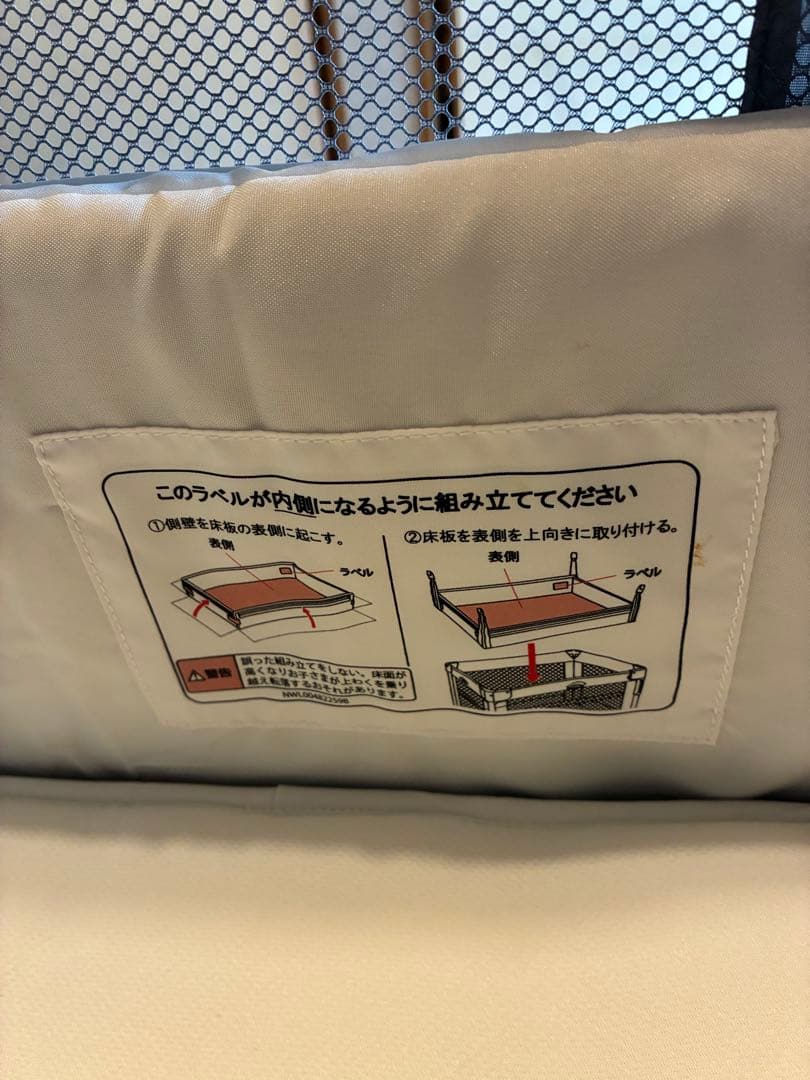 このラベルが内側になるように組み立ててください
①側壁を床板の表側に起こす。
表側
ラベル
②床板を表側を上向きに取り付ける。
表側
ラベル
警告
誤った組み立てをしない。床面が
高くなりお子さまが上わくを乗り
越え転落するおそれがあります。
NWL00482259B